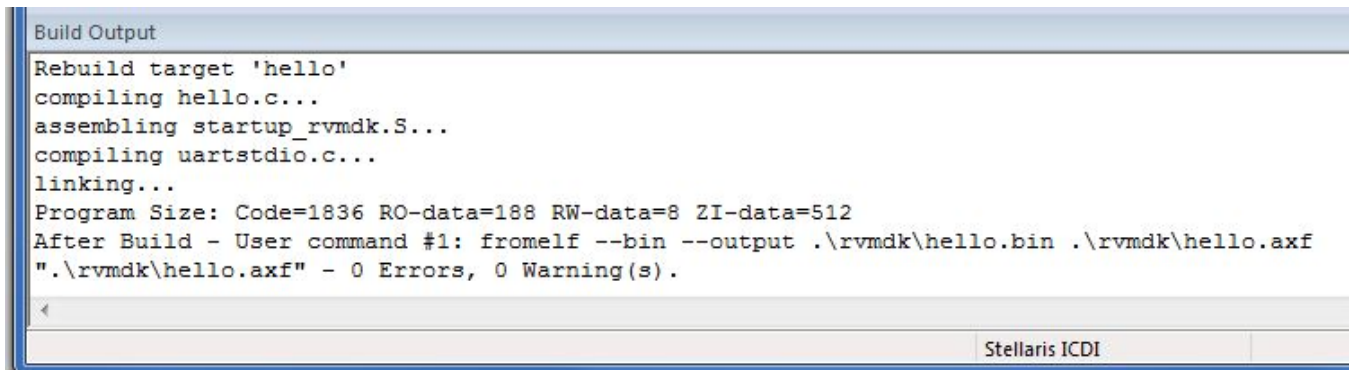 Build Output
Rebuild target 'hello'
compiling hello.c...
assembling startup_rvmdk.S...
compiling uartstdio.c...
linking...
Program Size: Code=1836 RO-data=188 RW-data=8 ZI-data=512
After Build - User command #1: fromelf --bin --output .\rvmdk\hello.bin .\rvmdk\hello.axf
".\rvmdk\hello.axf" - 0 Errors, 0 Warning(s).
Stellaris ICDI